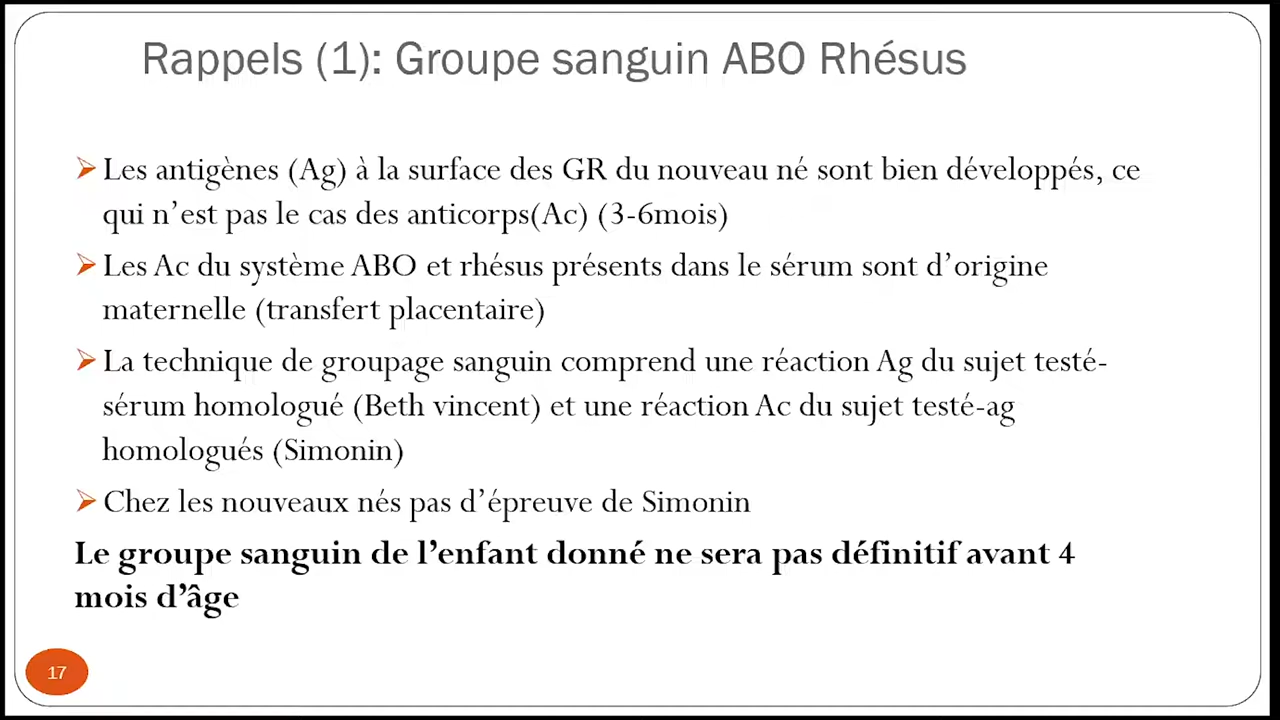 Rappels (1): Groupe sanguin ABO Rhésus
➢Les antigènes (Ag) à la surface des GR du nouveau né sont bien développés, ce
qui n’est pas le cas des anticorps(Ac) (3-6mois)
➢Les Ac du système ABO et rhésus présents dans le sérum sont d’origine
maternelle (transfert placentaire)
➢La technique de groupage sanguin comprend une réaction Ag du sujet testé-
sérum homologué (Beth vincent) et une réaction Ac du sujet testé-ag
homologués (Simonin)
➢Chez les nouveaux nés pas d’épreuve de Simonin
Le groupe sanguin de l’enfant donné ne sera pas définitif avant 4
mois d’âge
17